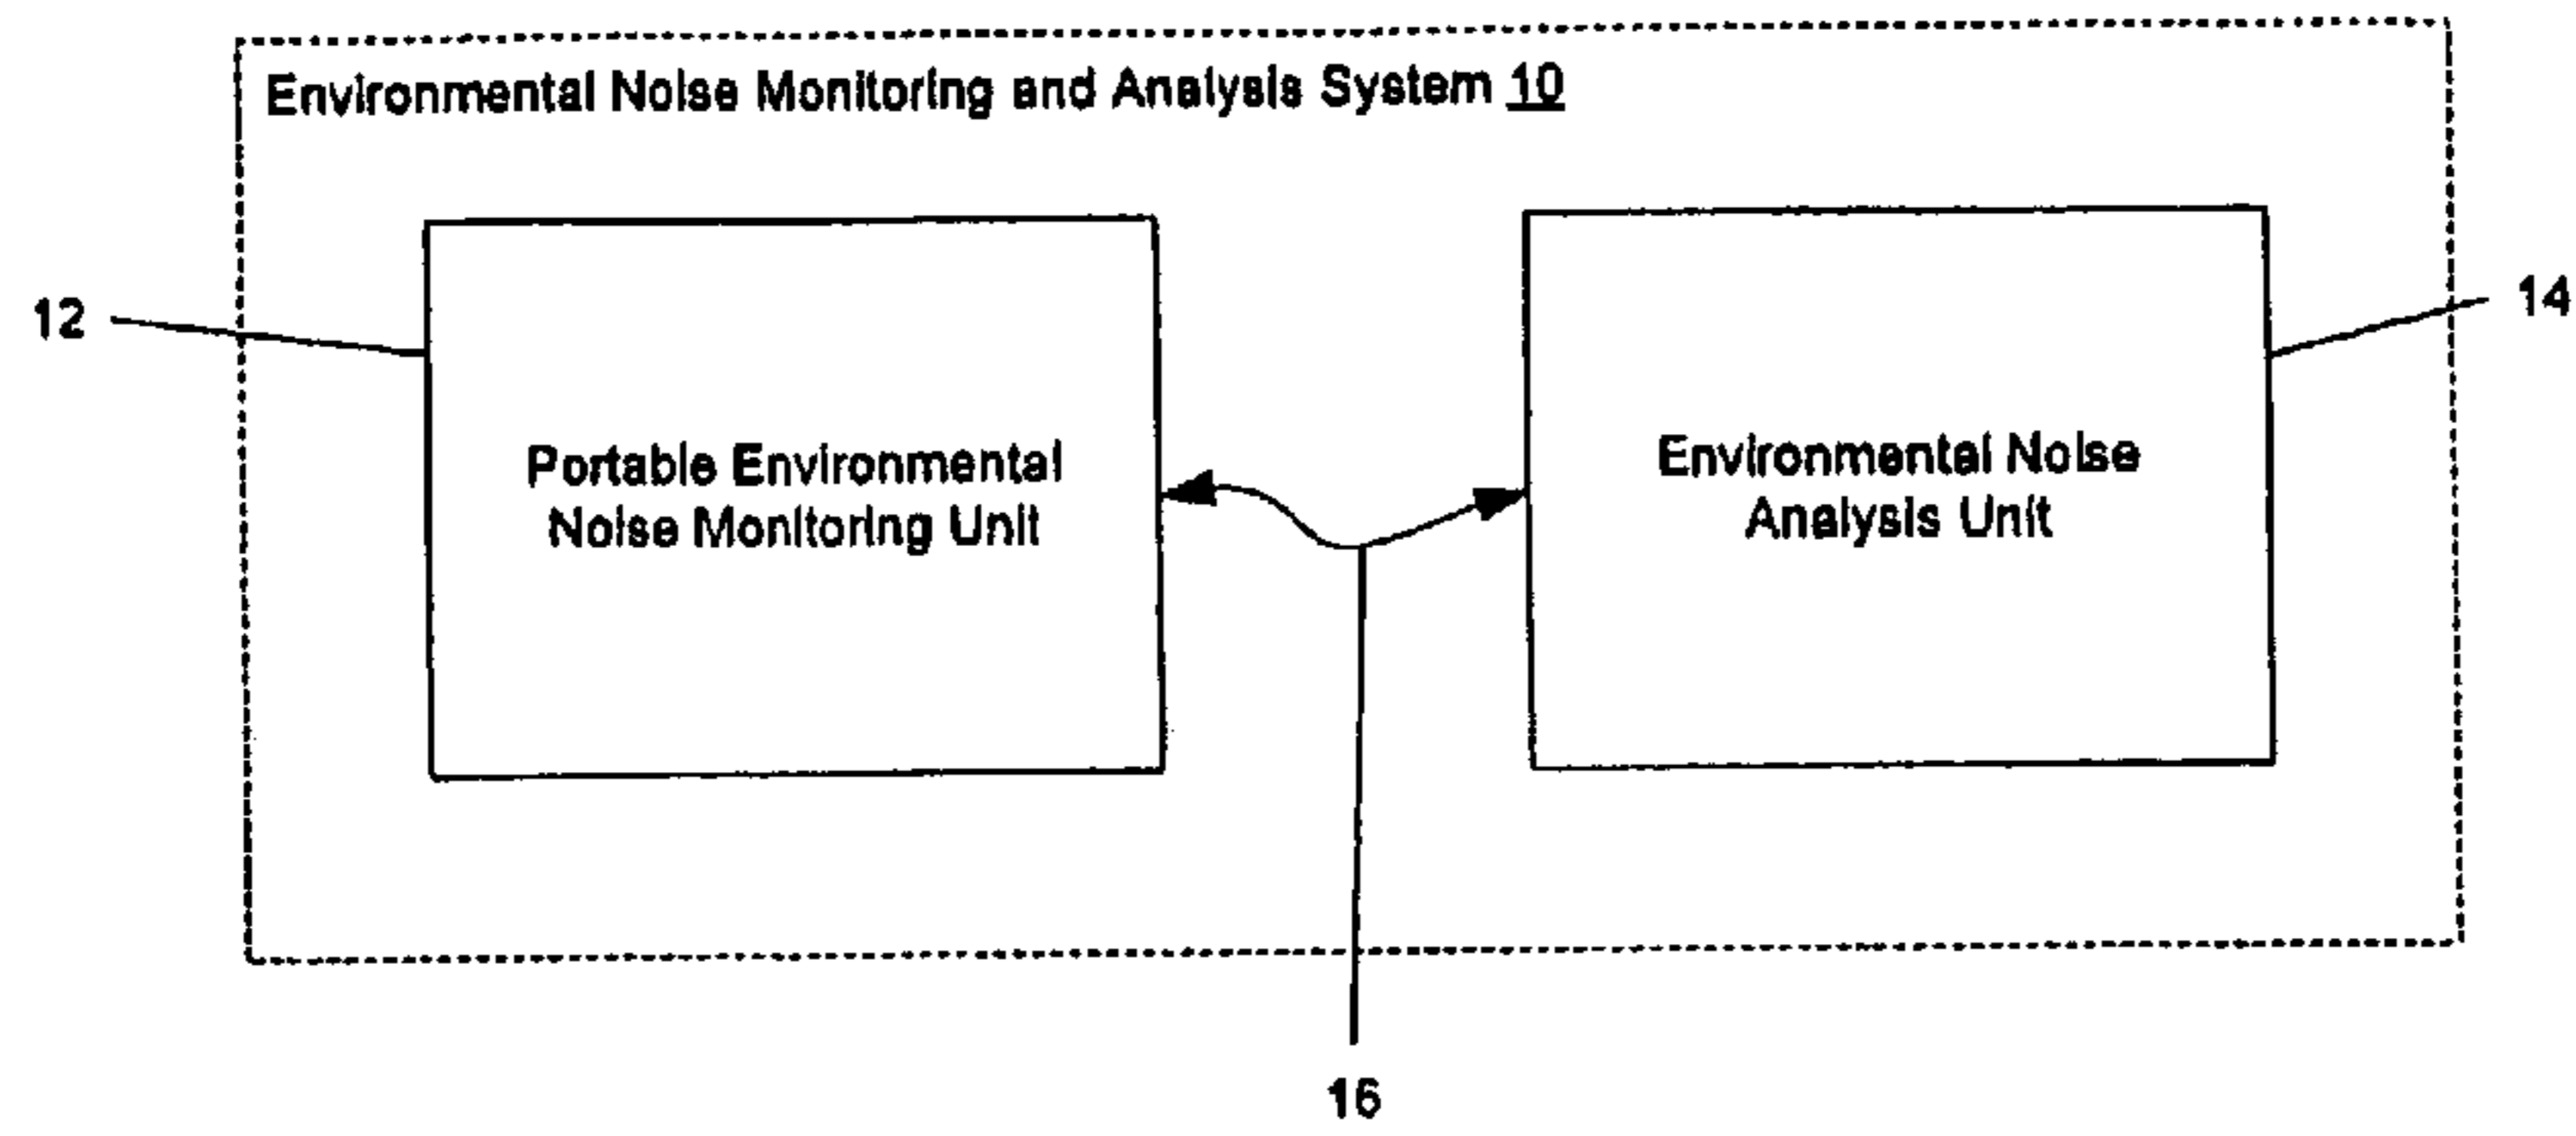 Environmental Noise Monitoring and Analysis System 10
12
14
Portable Environmental
Noise Monitoring Unit
Environmental Noise
Analysis Unit
16